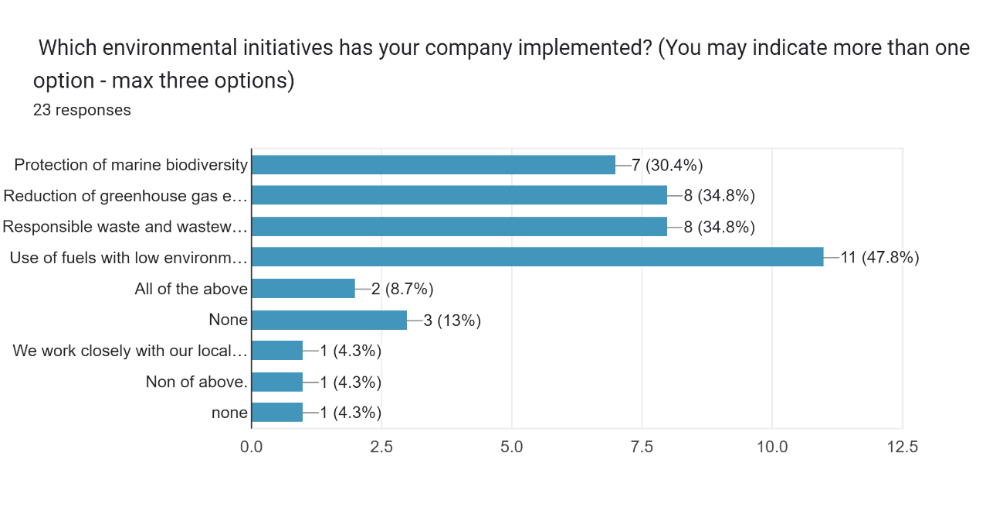 Which environmental initiatives has your company implemented? (You may indicate more than one
option - max three options)
23 responses
Protection of marine biodiversity 7 (30.4%)
Reduction of greenhouse gas e... 8 (34.8%)
Responsible waste and wastew... 8 (34.8%)
Use of fuels with low environm... 11 (47.8%)
All of the above 2 (8.7%)
None 3 (13%)
We work closely with our local... 1 (4.3%)
Non of above. 1 (4.3%)
none 1 (4.3%)
0.0 2.5 5.0 7.5 10.0 12.5